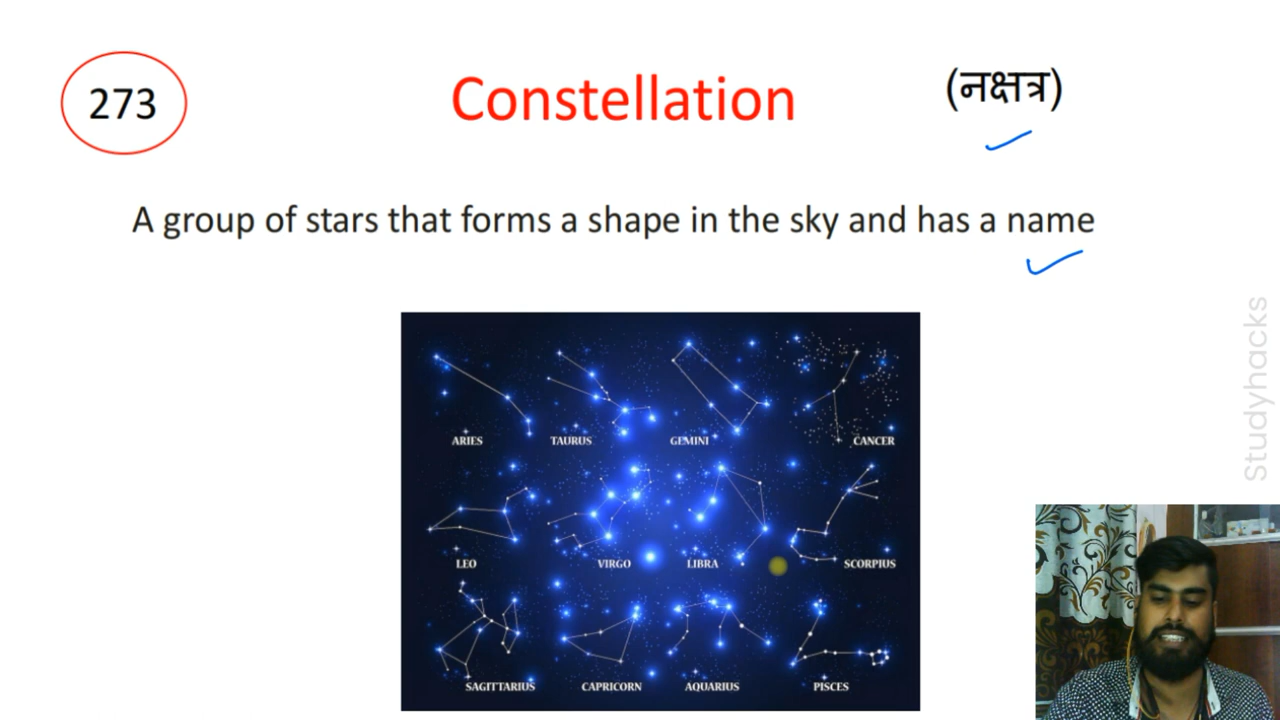 273
Constellation
(नक्षत्र)
A group of stars that forms a shape in the sky and has a name
ARIES
TAURUS
GEMINI
CANCER
LEO
VIRGO
LIBRA
SCORPIUS
SAGITTARIUS
CAPRICORN
AQUARIUS
PISCES
Studyhacks